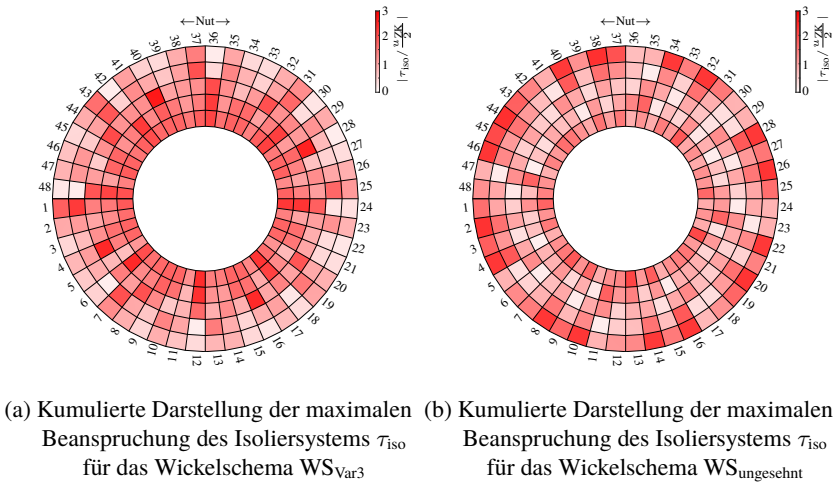 ←Nut→
37 36 35 34 33 32 31 30 29 28 27 26 25 24 23 22 21 20 19 18 17 16 15 14 13 12 11 10 9 8 7 6 5 4 3 2 1 48 47 46 45 44 43 42 41 40 39 38
3
2
1
0
| τiso / uZK/2 |
←Nut→
37 36 35 34 33 32 31 30 29 28 27 26 25 24 23 22 21 20 19 18 17 16 15 14 13 12 11 10 9 8 7 6 5 4 3 2 1 48 47 46 45 44 43 42 41 40 39 38
3
2
1
0
| τiso / uZK/2 |
(a) Kumulierte Darstellung der maximalen
Beanspruchung des Isoliersystems τiso
für das Wickelschema WSVar3
(b) Kumulierte Darstellung der maximalen
Beanspruchung des Isoliersystems τiso
für das Wickelschema WSungesehnt